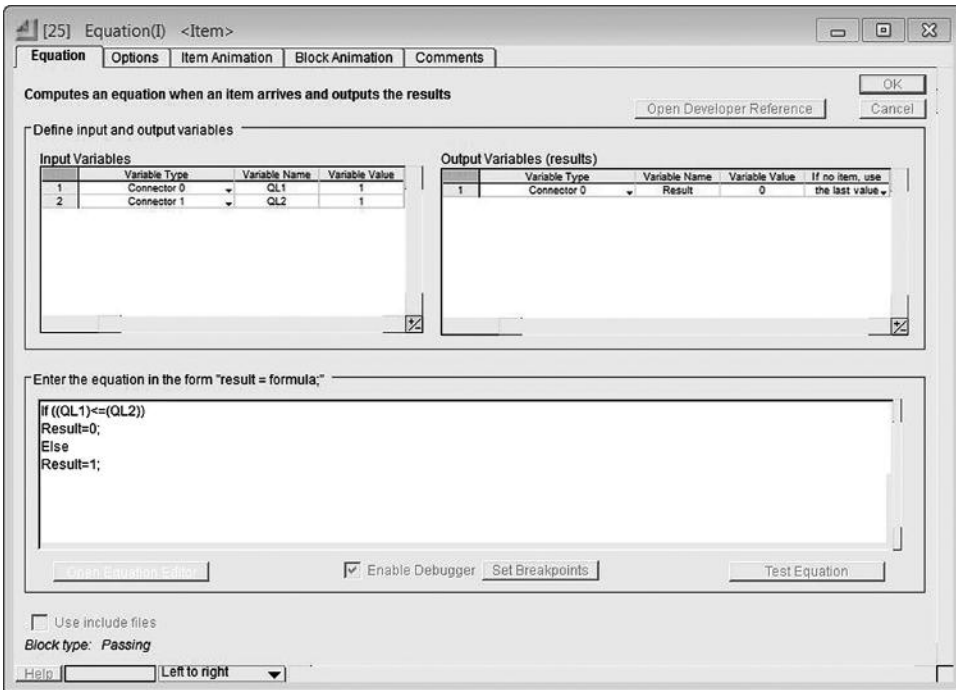 [25] Equation(I) <Item>
Equation Options Item Animation Block Animation Comments
Computes an equation when an item arrives and outputs the results
OK
Open Developer Reference Cancel
Define input and output variables
Input Variables Output Variables (results)
Variable Type Variable Name Variable Value Variable Type Variable Name Variable Value If no item, use
1 Connector 0 QL1 1 1 Connector 0 Result 0 the last value
2 Connector 1 QL2 1
Enter the equation in the form "result = formula;"
If ((QL1)<=(QL2))
Result=0;
Else
Result=1;
Open Equation Editor Enable Debugger Set Breakpoints Test Equation
Use include files
Block type: Passing
Help Left to right